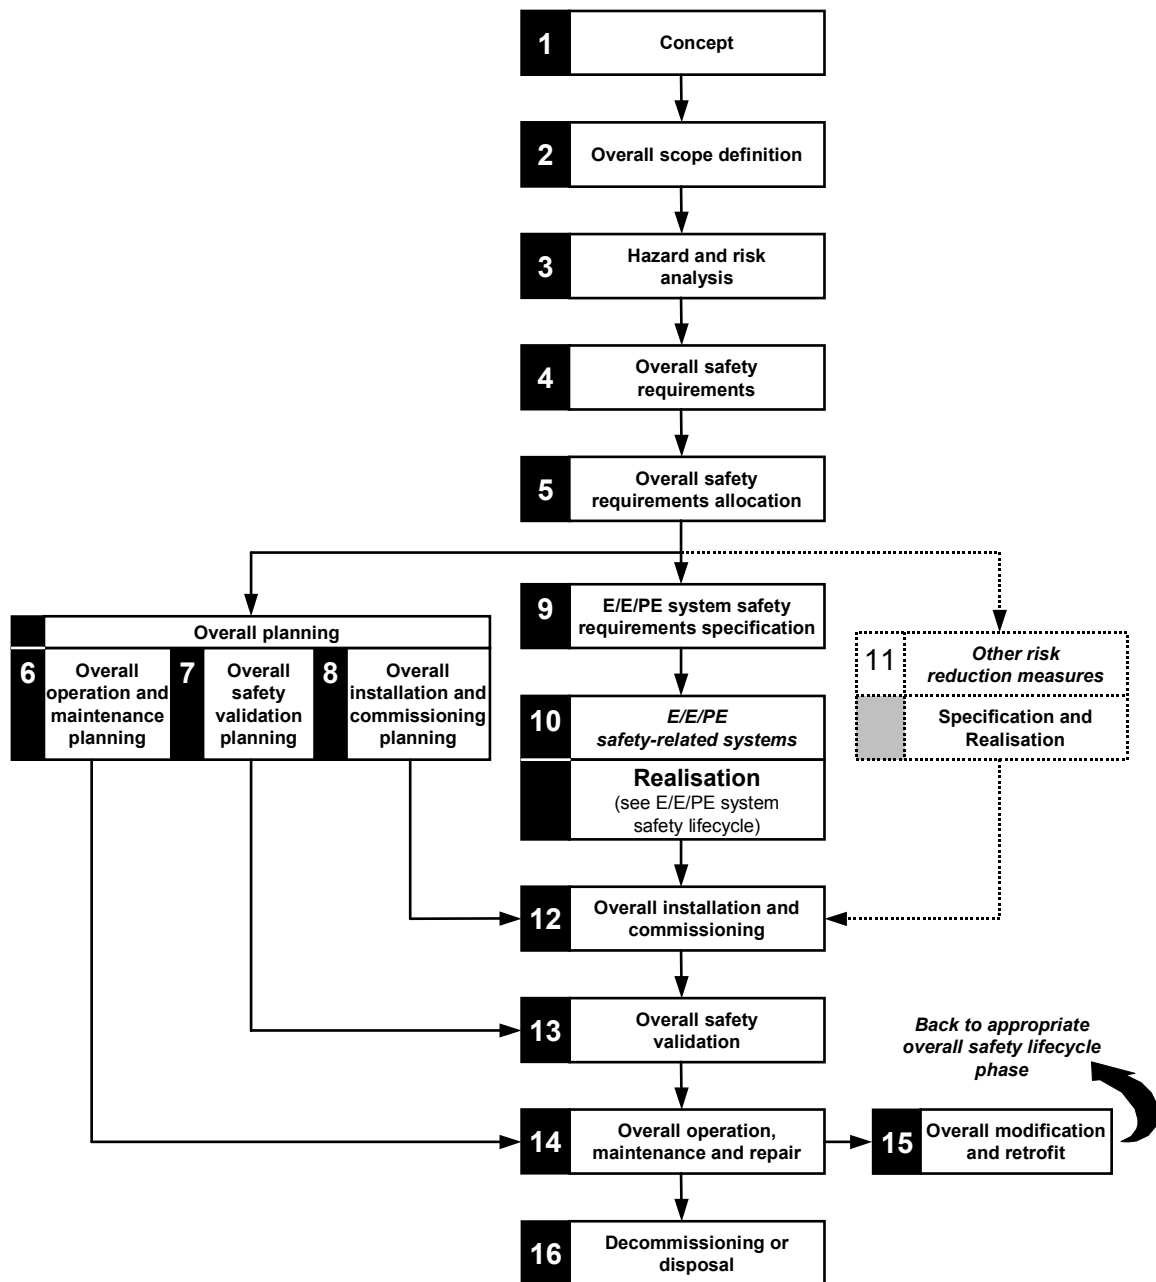 1
Concept
2
Overall scope definition
3
Hazard and risk
analysis
4
Overall safety
requirements
5
Overall safety
requirements allocation
Overall planning
6
Overall
operation and
maintenance
planning
7
Overall
safety
validation
planning
8
Overall
installation and
commissioning
planning
9
E/E/PE system safety
requirements specification
10
E/E/PE
safety-related systems
Realisation
(see E/E/PE system
safety lifecycle)
11
Other risk
reduction measures
Specification and
Realisation
12
Overall installation and
commissioning
13
Overall safety
validation
Back to appropriate
overall safety lifecycle
phase
14
Overall operation,
maintenance and repair
15
Overall modification
and retrofit
16
Decommissioning or
disposal